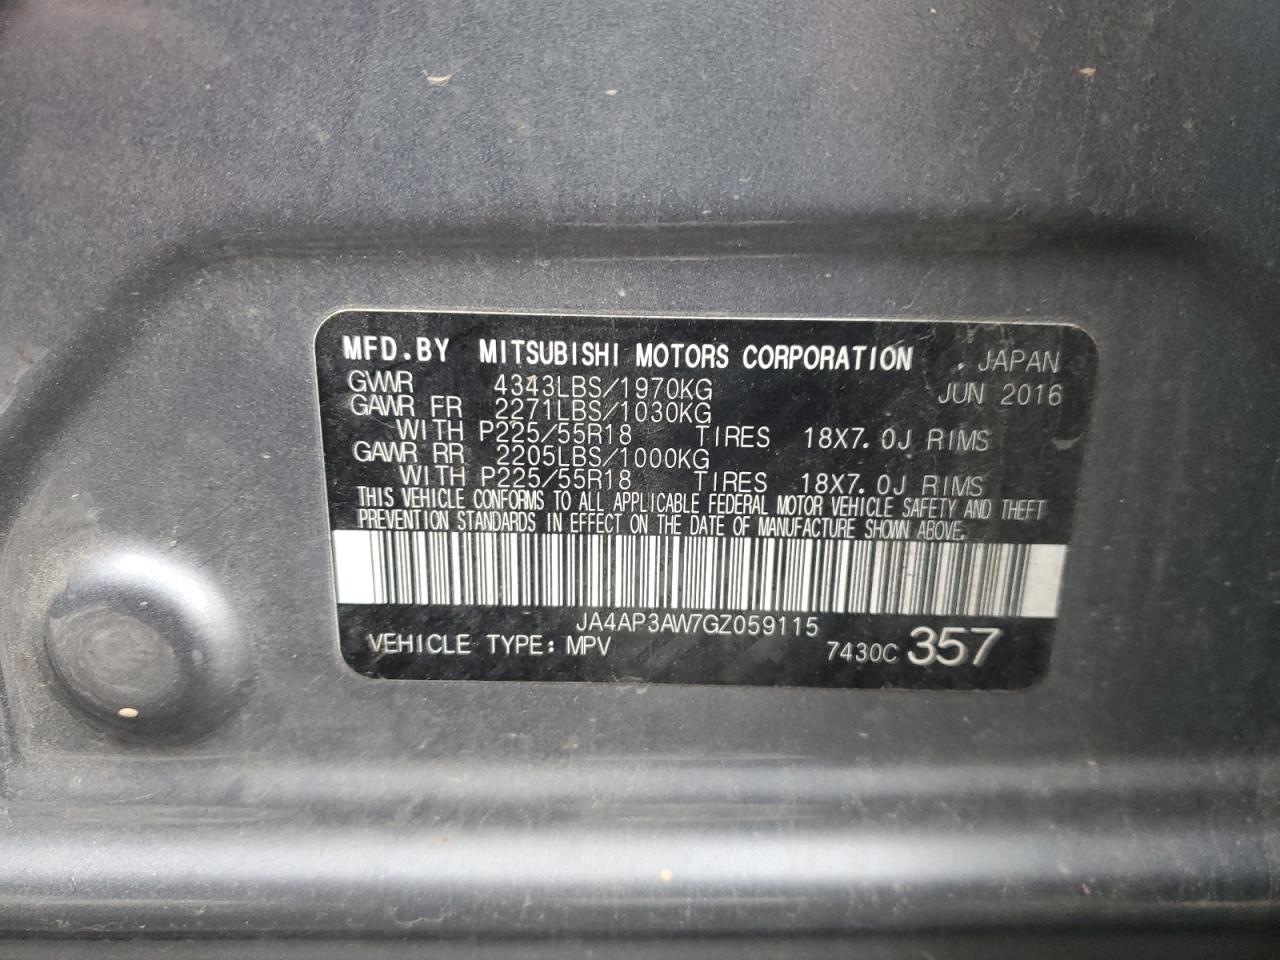 MFD.BY MITSUBISHI MOTORS CORPORATION , JAPAN
GVWR 4343LBS/1970KG JUN 2016
GAWR FR 2271LBS/1030KG
WITH P225/55R18 TIRES 18X7.0J RIMS
GAWR RR 2205LBS/1000KG
WITH P225/55R18 TIRES 18X7.0J RIMS
THIS VEHICLE CONFORMS TO ALL APPLICABLE FEDERAL MOTOR VEHICLE SAFETY AND THEFT
PREVENTION STANDARDS IN EFFECT ON THE DATE OF MANUFACTURE SHOWN ABOVE.
JA4AP3AW7GZ059115
VEHICLE TYPE: MPV 7430C 357